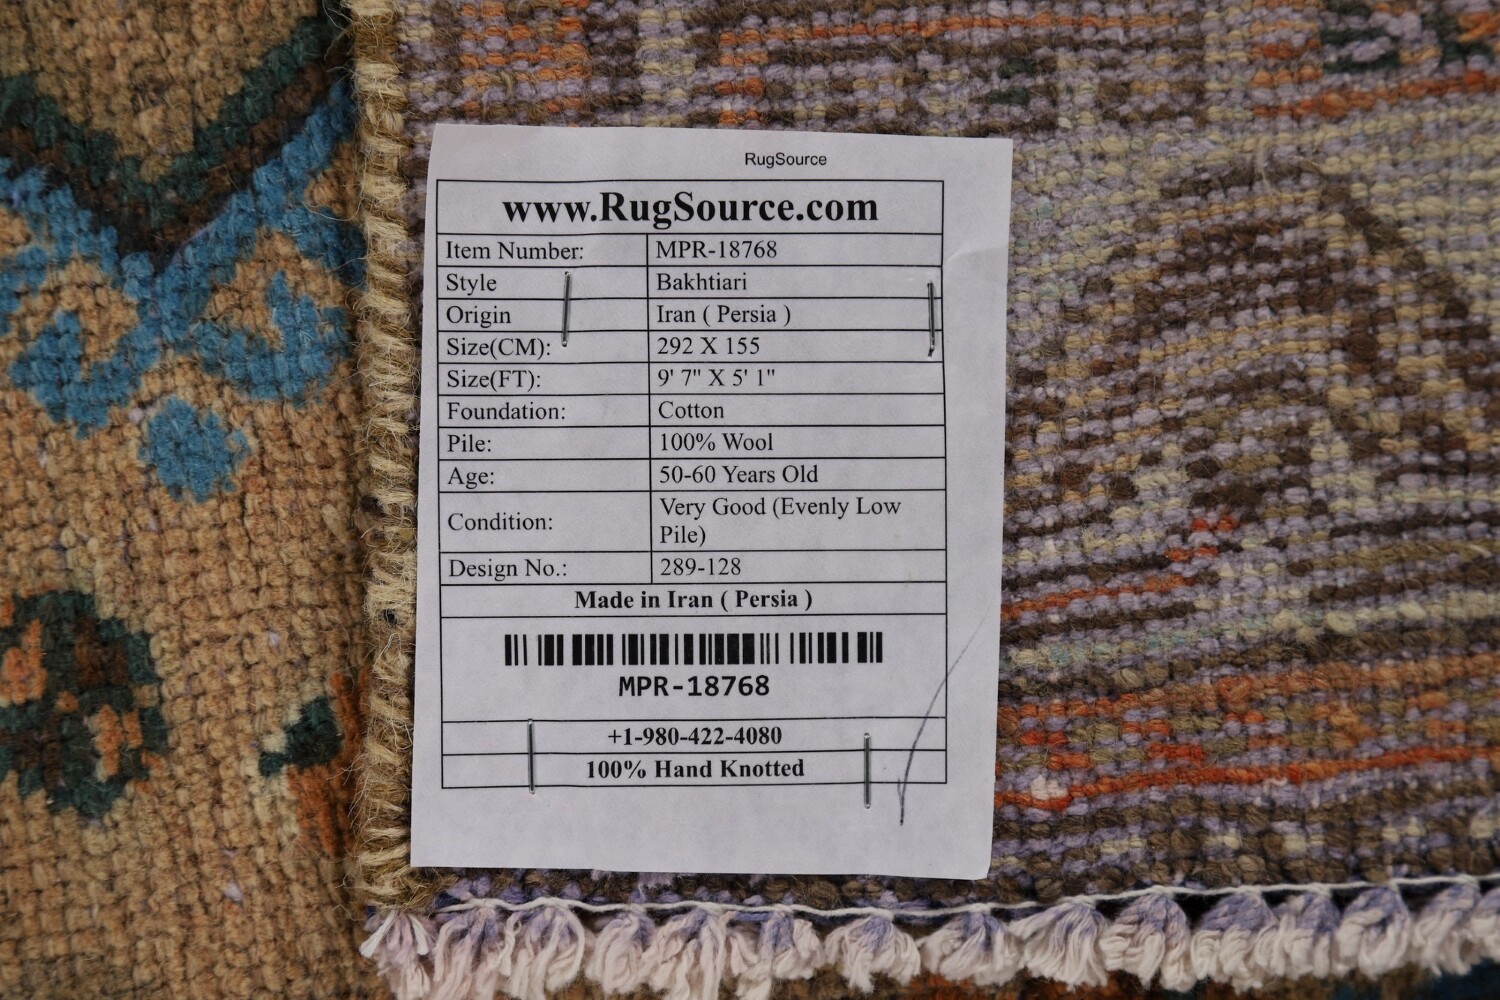 RugSource
www.RugSource.com
Item Number: MPR-18768
Style Bakhtiari
Origin Iran ( Persia )
Size(CM): 292 X 155
Size(FT): 9' 7" X 5' 1"
Foundation: Cotton
Pile: 100% Wool
Age: 50-60 Years Old
Condition: Very Good (Evenly Low
Pile)
Design No.: 289-128
Made in Iran ( Persia )
MPR-18768
+1-980-422-4080
100% Hand Knotted